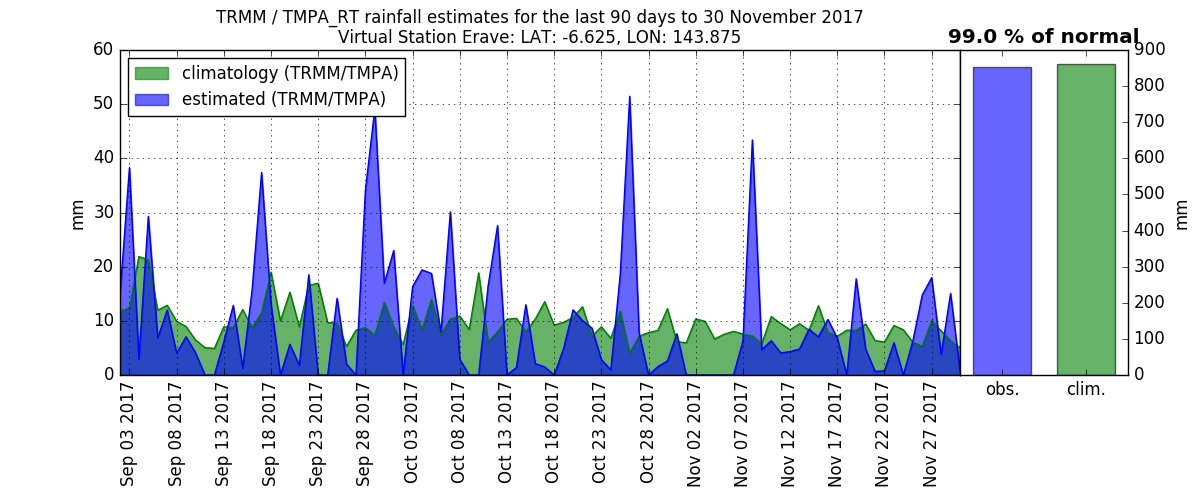 TRMM / TMPA_RT rainfall estimates for the last 90 days to 30 November 2017
Virtual Station Erave: LAT: -6.625, LON: 143.875
99.0 % of normal
climatology (TRMM/TMPA)
estimated (TRMM/TMPA)
60
50
40
30
20
10
0
mm
900
800
700
600
500
400
300
200
100
0
mm
Sep 03 2017
Sep 08 2017
Sep 13 2017
Sep 18 2017
Sep 23 2017
Sep 28 2017
Oct 03 2017
Oct 08 2017
Oct 13 2017
Oct 18 2017
Oct 23 2017
Oct 28 2017
Nov 02 2017
Nov 07 2017
Nov 12 2017
Nov 17 2017
Nov 22 2017
Nov 27 2017
obs.
clim.